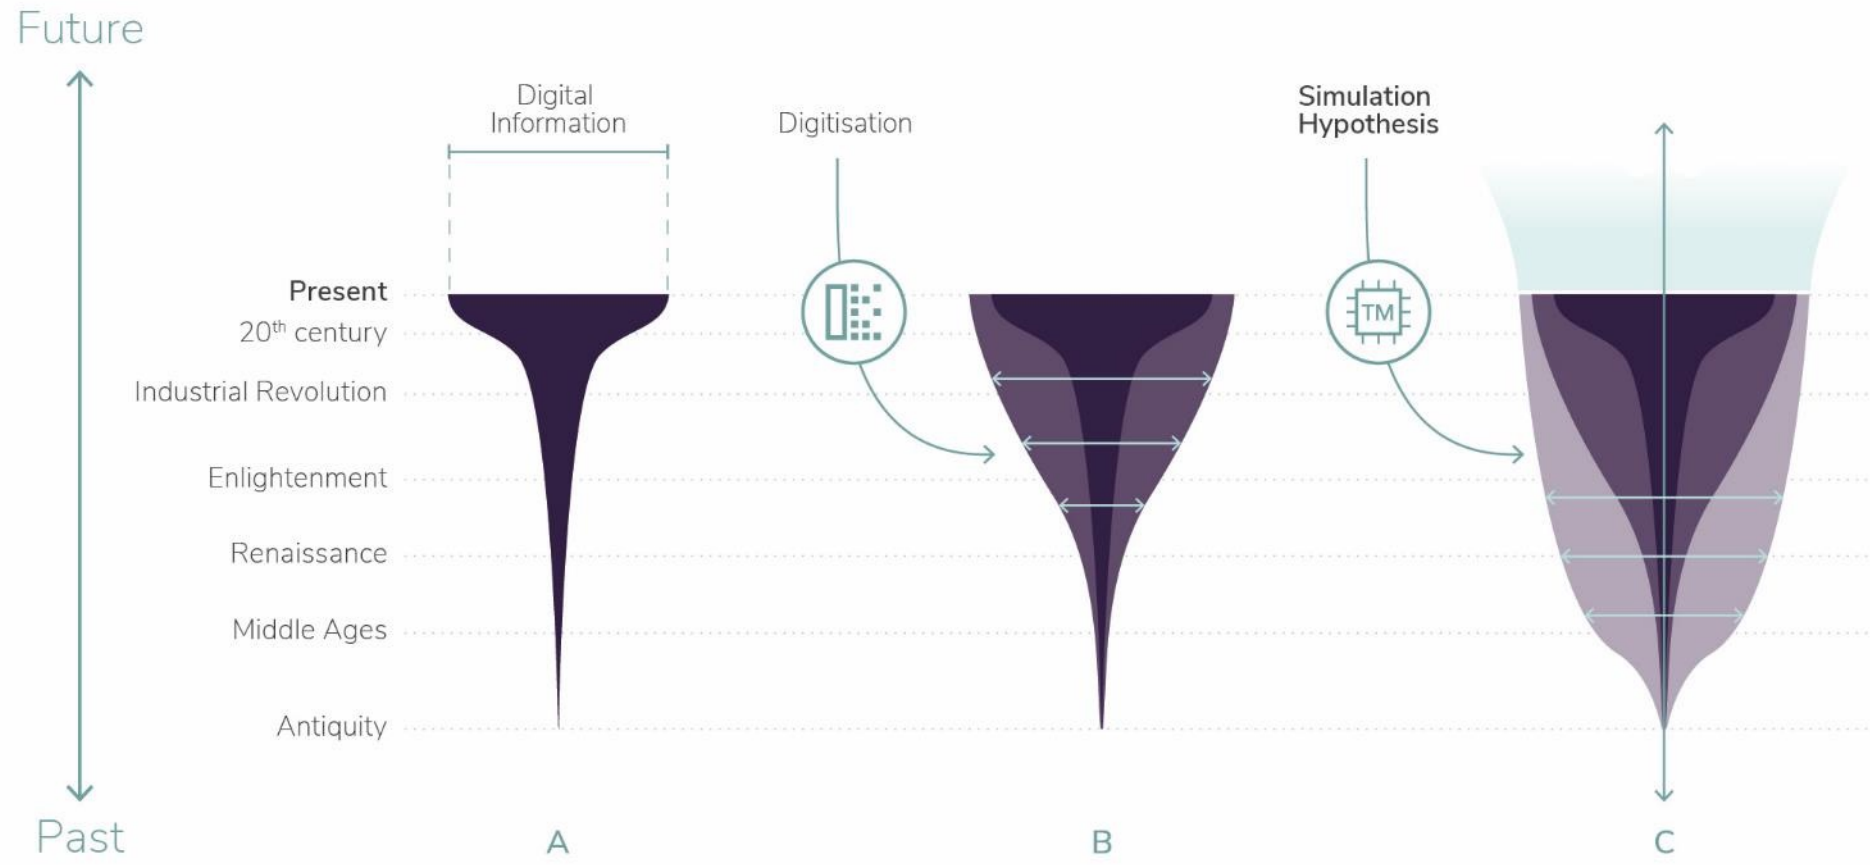 Future
Digital
Information
Digitisation
Simulation
Hypothesis
Present
20th century
TM
Industrial Revolution
Enlightenment
Renaissance
Middle Ages
Antiquity
Past
A
B
C